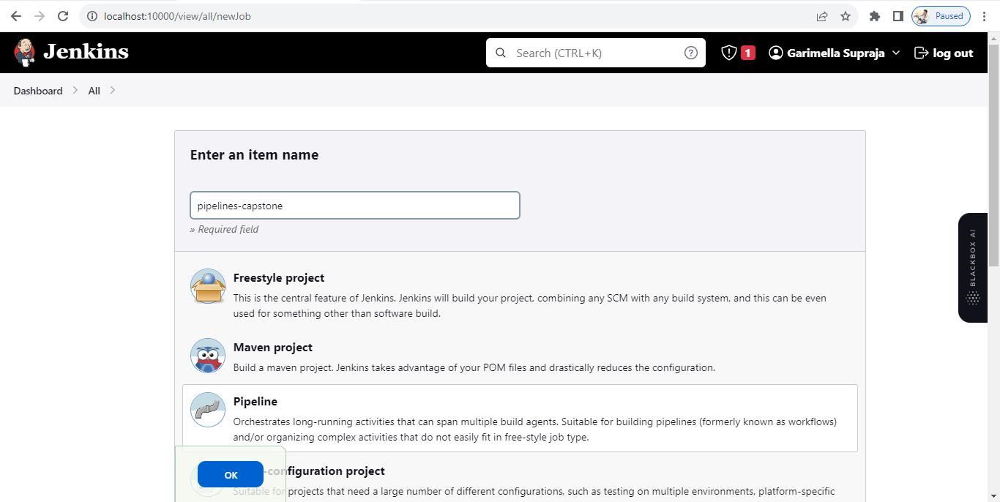 localhost:10000/view/all/newJob
Paused
Jenkins
Search (CTRL+K)
?
1
Garimella Supraja
log out
Dashboard
All
Enter an item name
pipelines-capstone
» Required field
Freestyle project
This is the central feature of Jenkins. Jenkins will build your project, combining any SCM with any build system, and this can be even
used for something other than software build.
Maven project
Build a maven project. Jenkins takes advantage of your POM files and drastically reduces the configuration.
Pipeline
Orchestrates long-running activities that can span multiple build agents. Suitable for building pipelines (formerly known as workflows)
and/or organizing complex activities that do not easily fit in free-style job type.
-configuration project
OK
Suitable for projects that need a large number of different configurations, such as testing on multiple environments, platform-specific
BLACKBOX AI